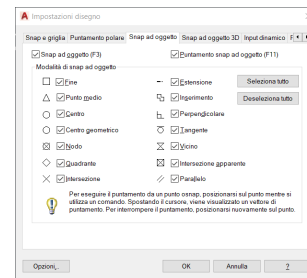 A Impostazioni disegno
Snap e griglia Puntamento polare Snap ad oggetto Snap ad oggetto 3D Input dinamico
Snap ad oggetto (F3) Puntamento snap ad oggetto (F11)
Modalità di snap ad oggetto
Fine Estensione Seleziona tutto
Punto medio Inserimento Deseleziona tutto
Centro Perpendicolare
Centro geometrico Tangente
Nodo Vicino
Quadrante Intersezione apparente
Intersezione Parallelo
Per eseguire il puntamento da un punto osnap, posizionarsi sul punto mentre si
utilizza un comando. Spostando il cursore, viene visualizzato un vettore di
puntamento. Per interrompere il puntamento, posizionarsi nuovamente sul punto.
Opzioni... OK Annulla ?